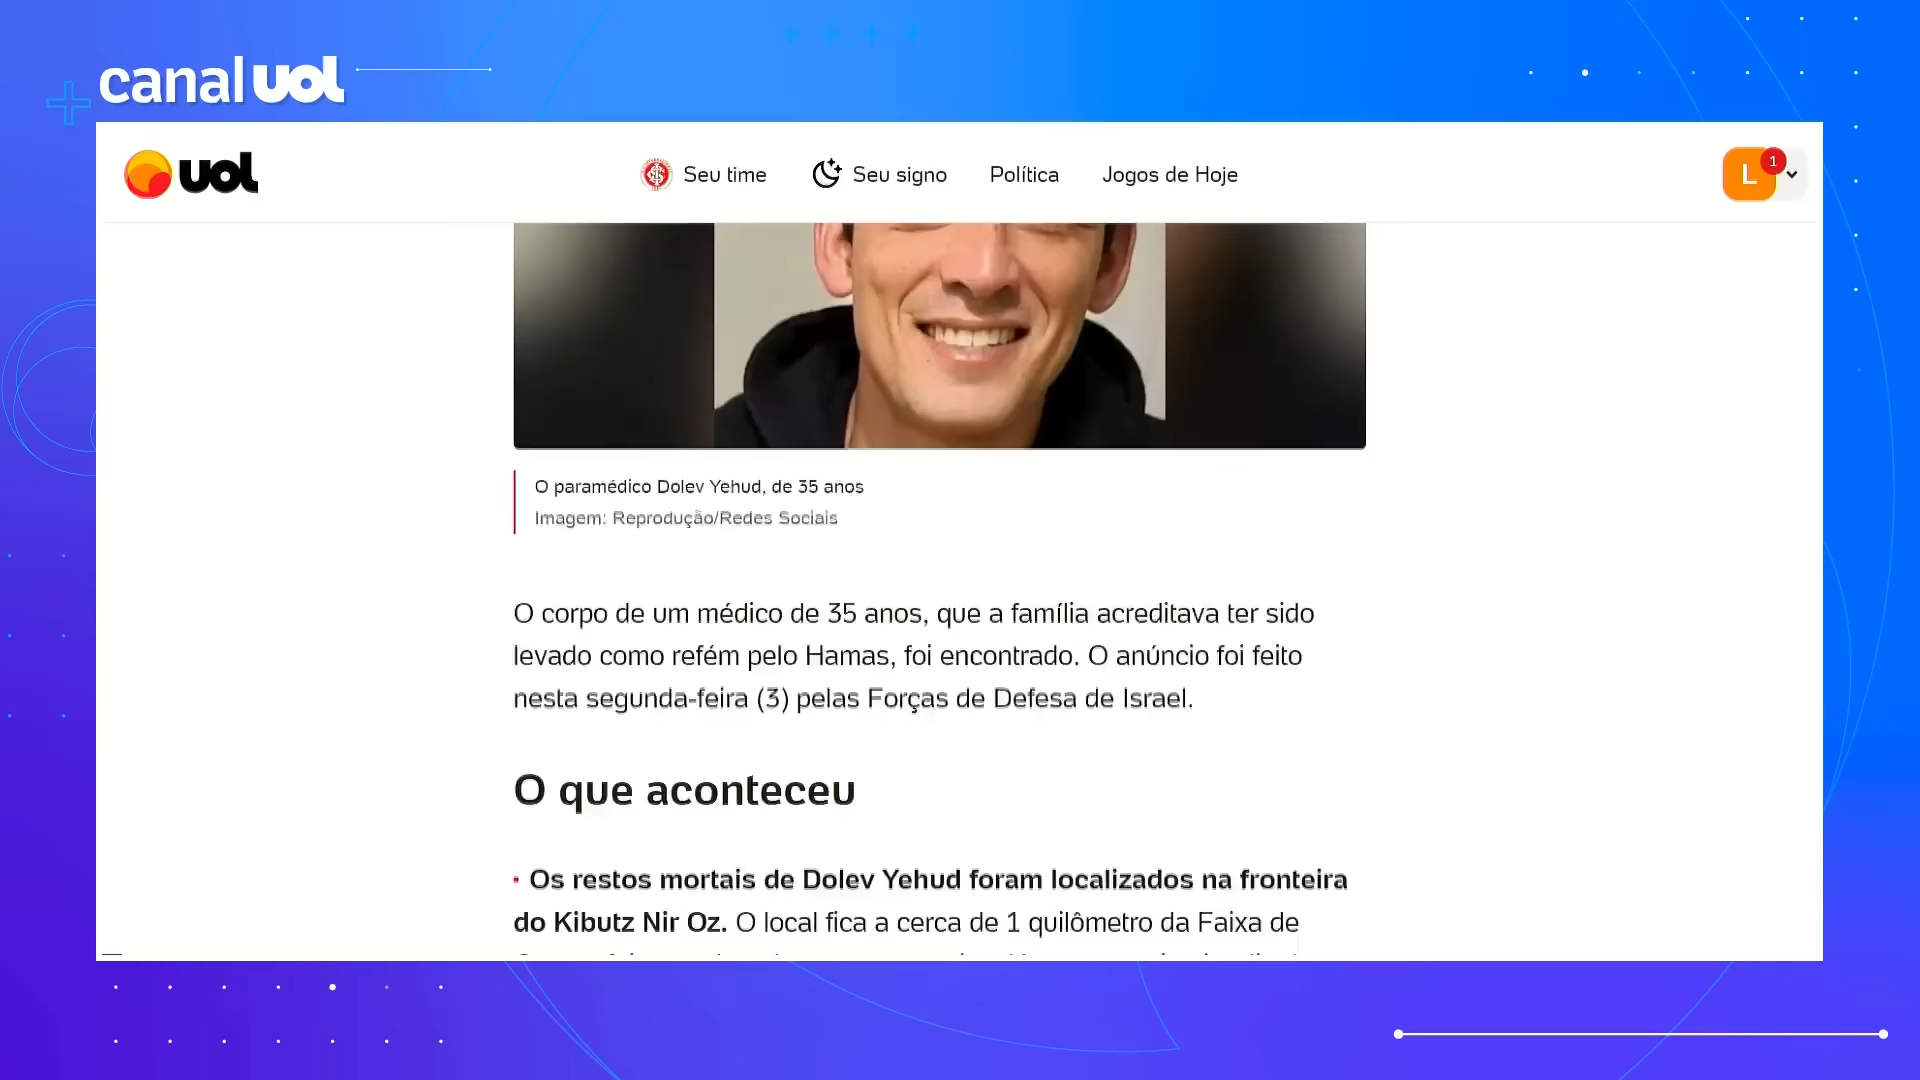 canal uol
uol
Seu time
Seu signo
Política
Jogos de Hoje
L
1
O paramédico Dolev Yehud, de 35 anos
Imagem: Reprodução/Redes Sociais
O corpo de um médico de 35 anos, que a família acreditava ter sido
levado como refém pelo Hamas, foi encontrado. O anúncio foi feito
nesta segunda-feira (3) pelas Forças de Defesa de Israel.
O que aconteceu
Os restos mortais de Dolev Yehud foram localizados na fronteira
do Kibutz Nir Oz. O local fica a cerca de 1 quilômetro da Faixa de